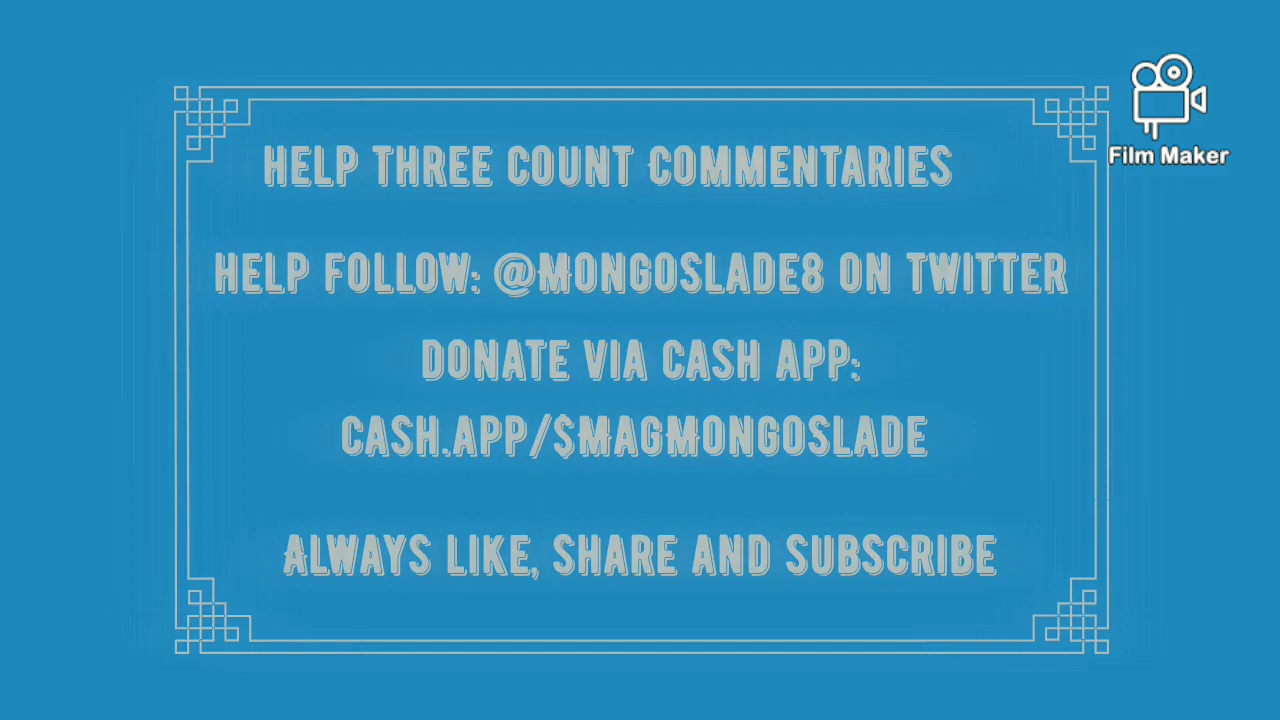 HELP THREE COUNT COMMENTARIES
Film Maker
HELP FOLLOW: @MONGOSLADE8 ON TWITTER
DONATE VIA CASH APP:
CASH.APP/$MAGMONGOSLADE
ALWAYS LIKE, SHARE AND SUBSCRIBE